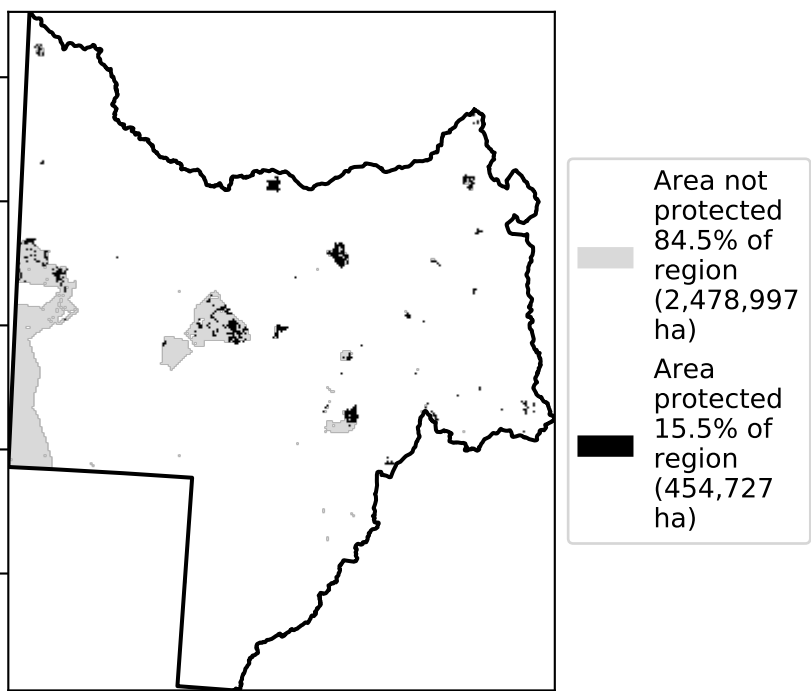 Area not
protected
84.5% of
region
(2,478,997
ha)
Area
protected
15.5% of
region
(454,727
ha)